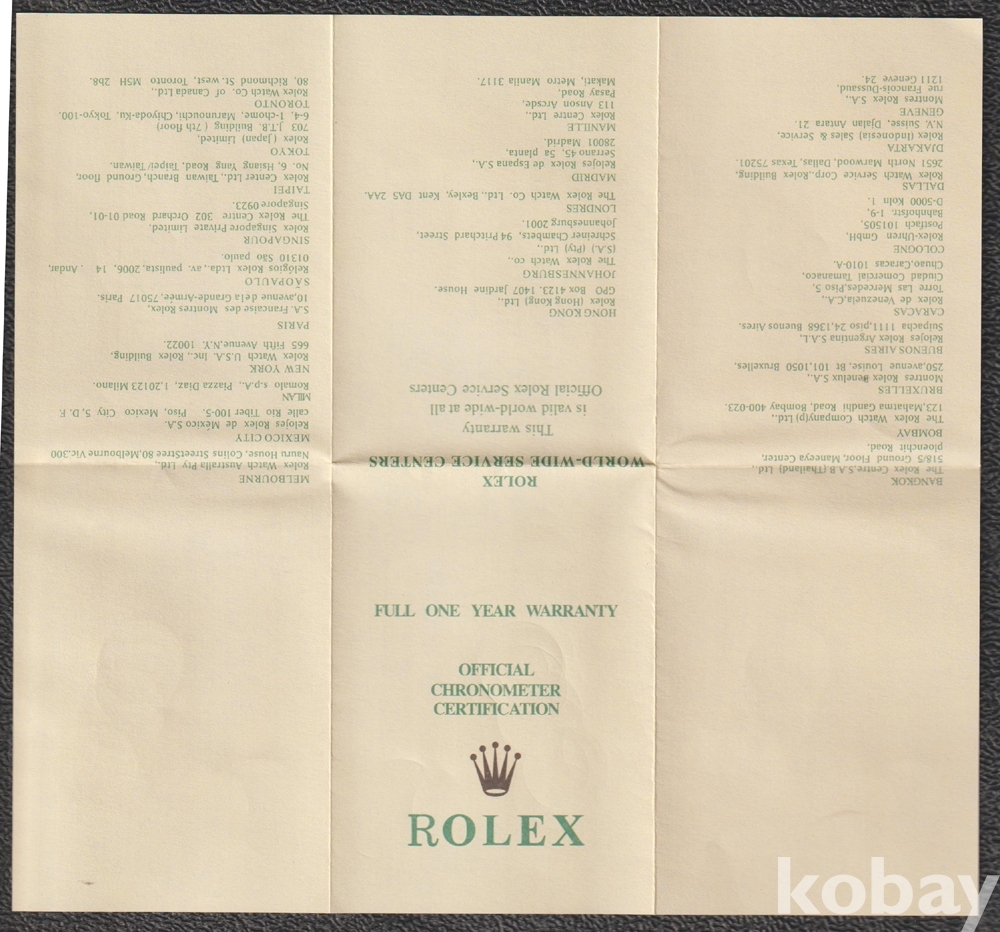 FULL ONE YEAR WARRANTY
OFFICIAL
CHRONOMETER
CERTIFICATION
ROLEX
BANGKOK
The Rolex Centre,S.A.B.(Thailand) Ltd.,
518/5 Ground Floor, Maneeya Center,
ploenchit Road.
BOMBAY
The Rolex Watch Company(p) Ltd.,
123,Mahatma Gandhi Road, Bombay 400-023.
BRUXELLES
Montres Rolex Benelux S.A.,
250,avenue Louise, Bt 101,1050 Bruxelles,
BUENOS AIRES
Relojes Rolex Argentina S.A.L,
Suipacha 1111,piso 24,1368 Buenos Aires,
CARACAS
Rolex de Venezuela,C.A.,
Torre Las Mercedes,Piso 5,
Ciudad Comercial Tamanaco,
Chuao,Caracas 1010-A
COLOGNE
Rolex-Uhren GmbH,
Postfach 101505,
Bahnhofstr. 1-9,
D-5000 Koln 1.
DALLAS
Rolex Watch Service Corp.,Rolex Building,
2651 North Marwood, Dallas, Texas 75201.
DJAKARTA
Rolex (Indonesia) Sales & Service,
N.V. Suisse, Djalan Antara 21.
GENEVE
Montres Rolex S.A.,
rue Francois-Dussaud,
1211 Geneve 24.
ROLEX
WORLD-WIDE SERVICE CENTERS
This warranty
is valid world-wide at all
Official Rolex Service Centers
HONG KONG
Rolex (Hong Kong) Ltd.,
GPO Box 4123. 1407 Jardine House.
JOHANNESBURG
The Rolex Watch co.,
(S.A.) (Pty) Ltd.,
Schreiner Chambers, 94 Pritchard Street,
Johannesburg 2001.
LONDRES
The Rolex Watch Co. Ltd., Bexley, Kent DA5 2AA
MADRID
Relojes Rolex de Espana S.A.,
Serrano 45, 5a planta,
28001 Madrid.
MANILLE
Rolex Centre Ltd.,
113 Anson Arcsde,
Pasay Road,
Makati, Metro Manila 3117.
MELBOURNE
Rolex Watch Australia Pty Ltd.,
Nauru House, Colins StreetStreet 80,Melbourne Vic.300
MEXICO CITY
Relojes Rolex de México S.A.
calle Rio Tiber 100-5. Piso, Mexico City 5, D. F
MILAN
Romalo s.p.A., Piazza Diaz, 1.20123 Milano.
NEW YORK
Rolex Watch U.S.A. Inc., Rolex Building,
665 Fifth Avenue,N.Y. 10022.
PARIS
S.A. Francaise des Montres Rolex,
10,avenue de la Grande-Armée,75017 Paris.
SÃOPAULO
Relógios Rolex Ltda., av. paulista,2006, 14 . Andar,
01310 São paulo.
SINGAPOUR
Rolex Singapore Private Limited.
The Rolex Centre 302 Orchard Road 01-01,
Singapore 0923.
TAIPEI
Rolex Center Ltd., Taiwan Branch, Ground floor,
No. 6, Hsiang Yang Road, Taipei/ Taiwan.
TOKYO
Rolex (Japan) Limited,
703 J.T.B. Building (7th floor)
6-4, 1-chome, Marunouchi, Chiyoda-Ku, Tokyo-100.
TORONTO
Rolex Watch Co. of Canada Ltd.,
80, Richmond St. west, Toronto M5H 2b8.
kobay